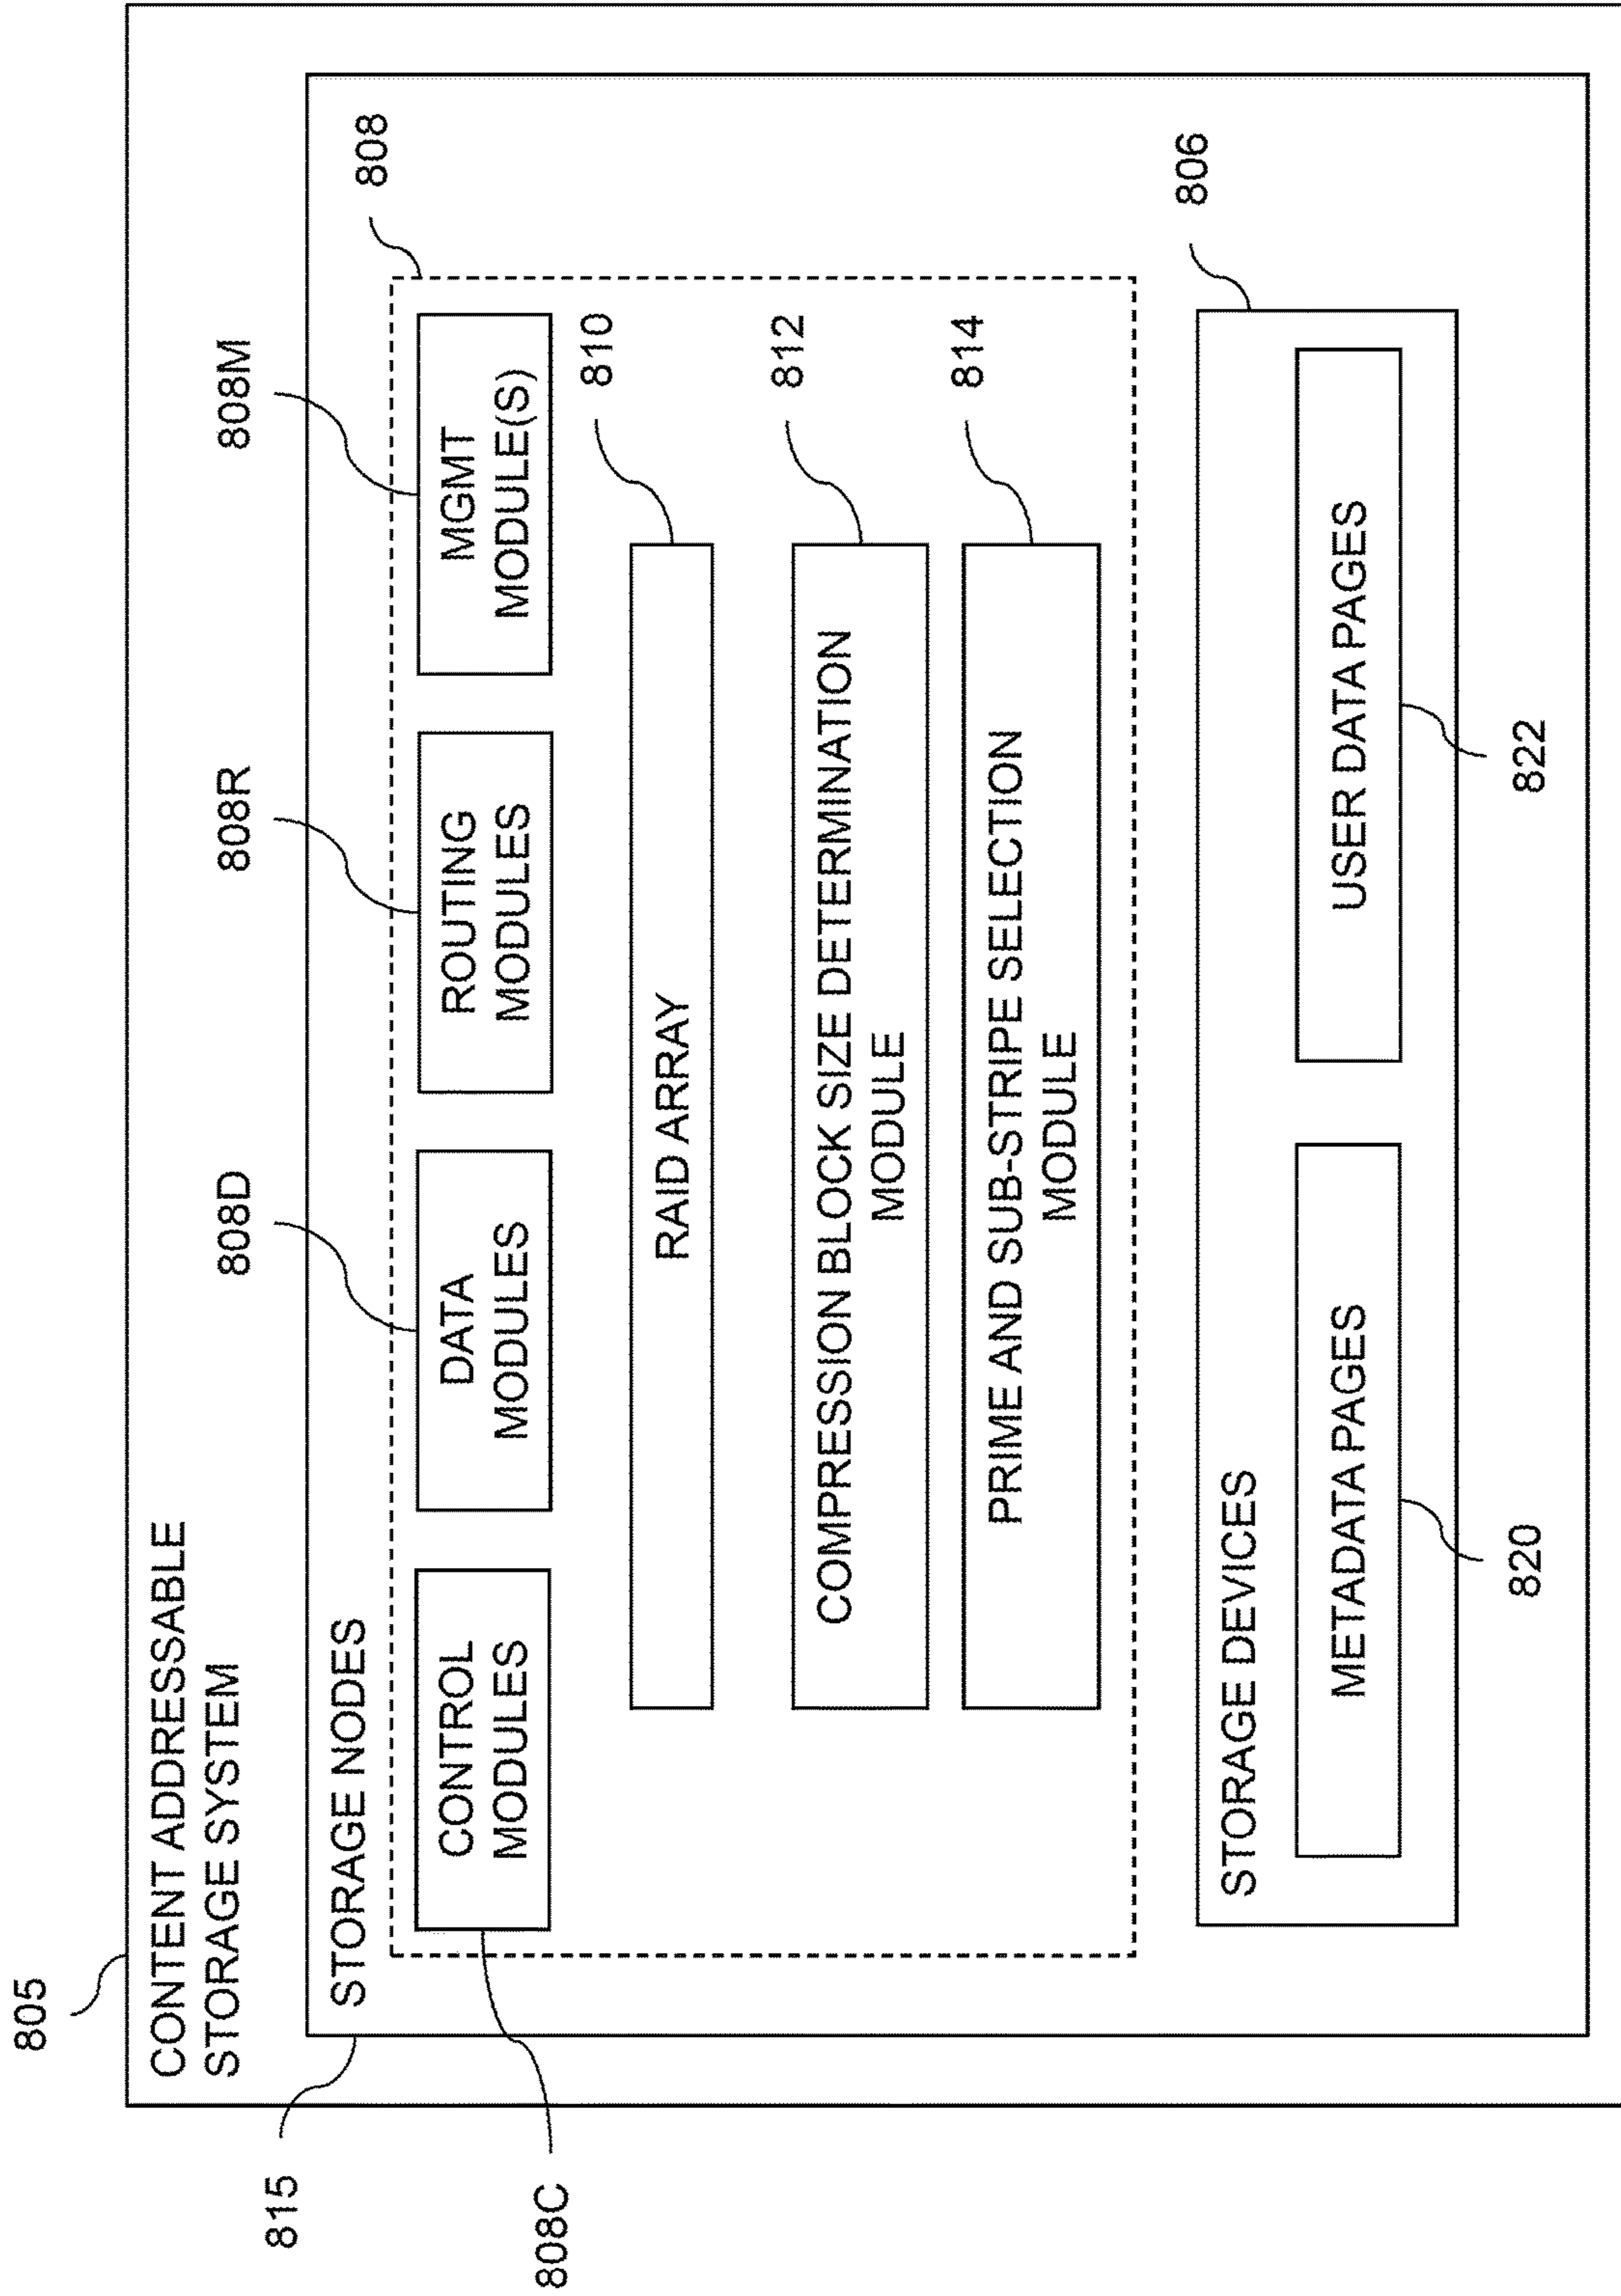 805
CONTENT ADDRESSABLE
STORAGE SYSTEM
815
STORAGE NODES
808
808C
CONTROL
MODULES
808D
DATA
MODULES
808R
ROUTING
MODULES
808M
MGMT
MODULE(S)
810
RAID ARRAY
812
COMPRESSION BLOCK SIZE DETERMINATION
MODULE
814
PRIME AND SUB-STRIPE SELECTION
MODULE
806
STORAGE DEVICES
METADATA PAGES
820
USER DATA PAGES
822